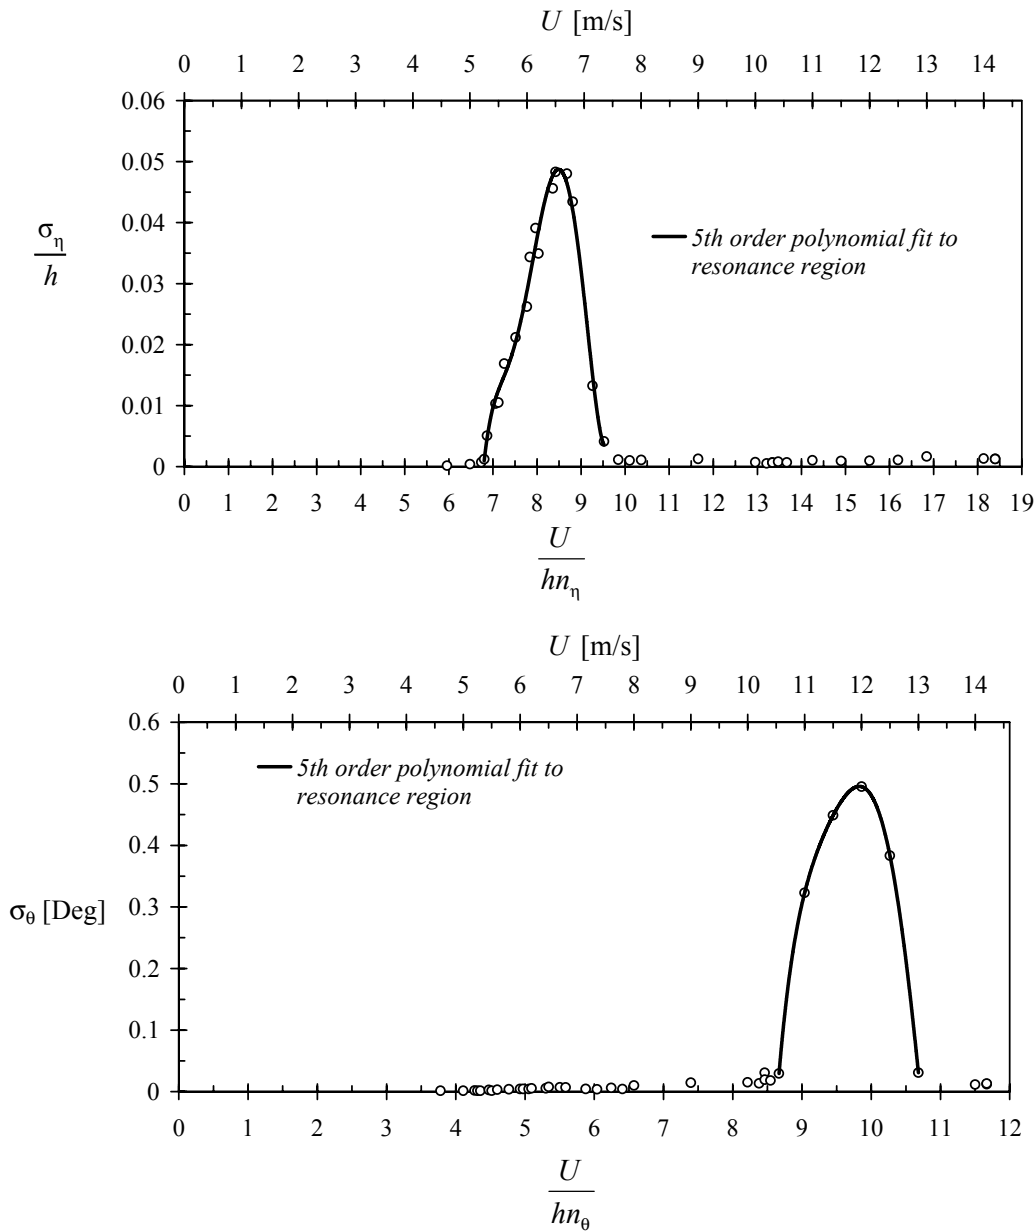 U [m/s]
0 1 2 3 4 5 6 7 8 9 10 11 12 13 14
0.06
0.05
0.04
ση
h
5th order polynomial fit to
resonance region
0.03
0.02
0.01
0
0 1 2 3 4 5 6 7 8 9 10 11 12 13 14 15 16 17 18 19
U
hnη
U [m/s]
0 1 2 3 4 5 6 7 8 9 10 11 12 13 14
0.6
5th order polynomial fit to
resonance region
0.5
0.4
0.3
σθ [Deg]
0.2
0.1
0
0 1 2 3 4 5 6 7 8 9 10 11 12
U
hnθ